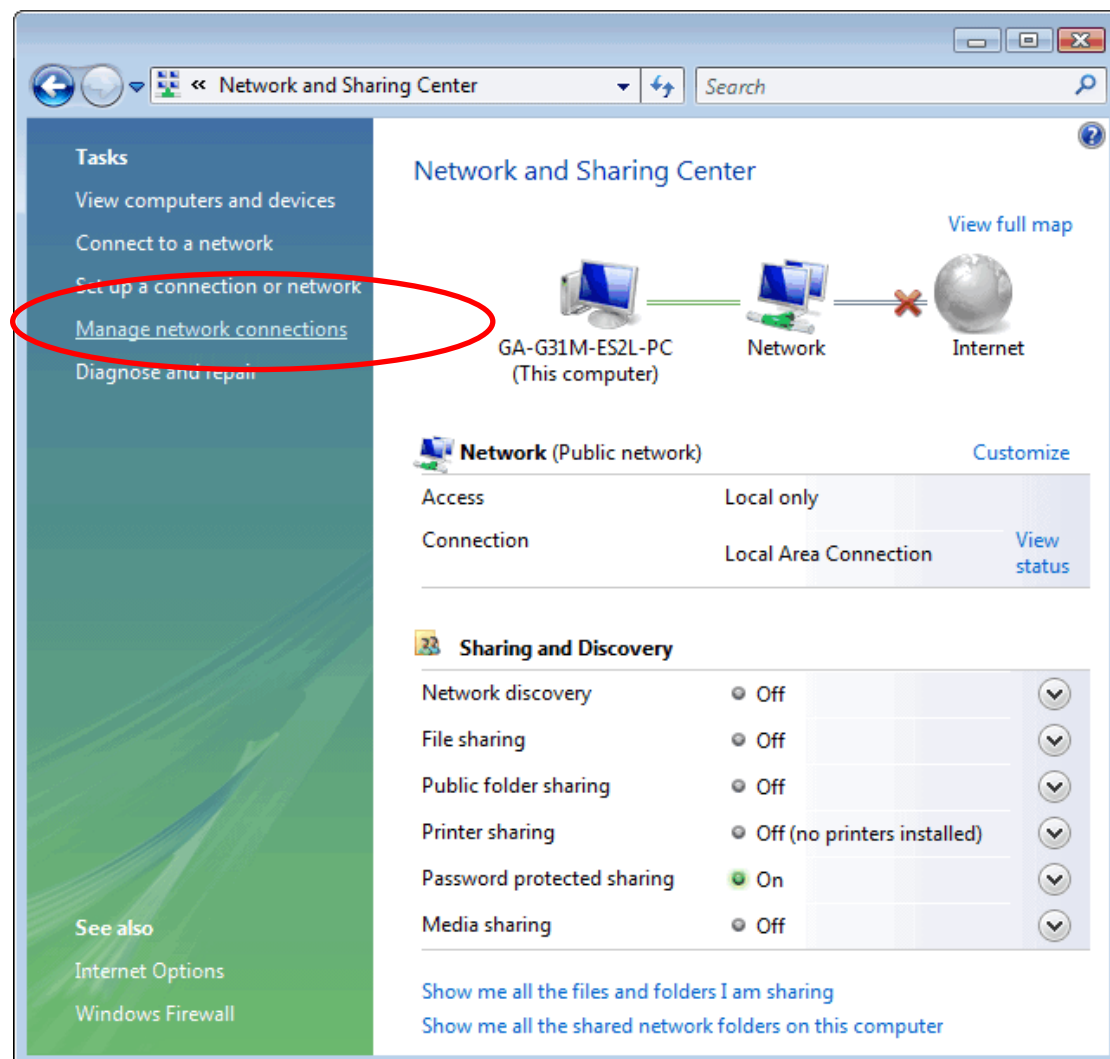 « Network and Sharing Center
Search
Tasks
View computers and devices
Connect to a network
Set up a connection or network
Manage network connections
Diagnose and repair
See also
Internet Options
Windows Firewall
Network and Sharing Center
View full map
GA-G31M-ES2L-PC
(This computer)
Network
Internet
Network (Public network)
Customize
Access Local only
Connection Local Area Connection View
status
Sharing and Discovery
Network discovery Off
File sharing Off
Public folder sharing Off
Printer sharing Off (no printers installed)
Password protected sharing On
Media sharing Off
Show me all the files and folders I am sharing
Show me all the shared network folders on this computer